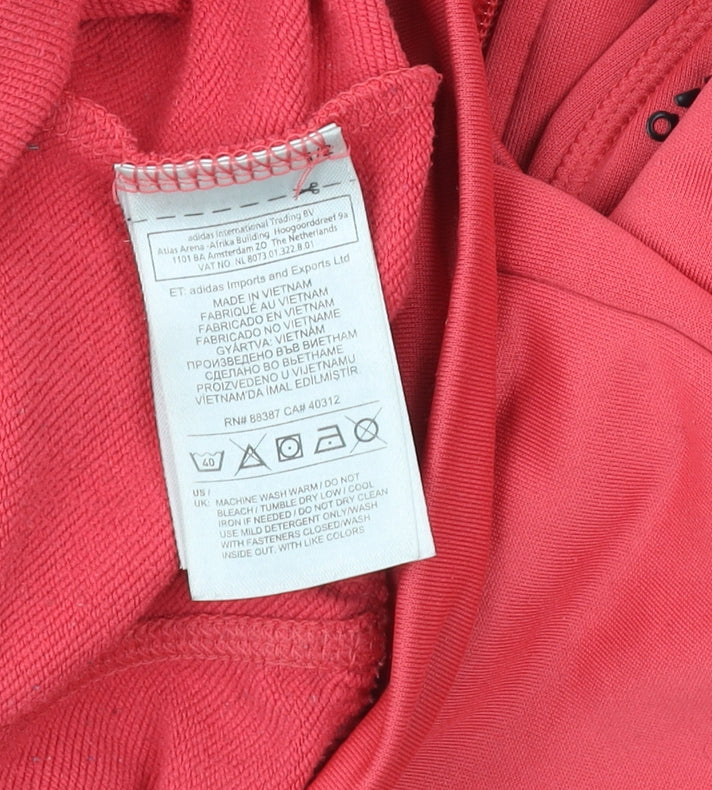 adidas International Trading BV
Atlas Arena -Afrika Building Hoogoorddreef 9a
1101 BA Amsterdam ZO The Netherlands
VAT NO: NL 8073.01.322.B.01
ET: adidas Imports and Exports Ltd
MADE IN VIETNAM
FABRIQUÉ AU VIETNAM
FABRICADO EN VIETNAM
FABRICADO NO VIETNAME
GYÁRTVA: VIETNÁM
ПРОИЗВЕДЕНО ВЪВ ВИЕТНАМ
СДЕЛАНО ВО ВЬЕТНАМЕ
PROIZVEDENO U VIJETNAMU
VİETNAM'DA İMAL EDİLMİŞTİR.
RN# 88387 CA# 40312
40
US / UK: MACHINE WASH WARM / DO NOT
BLEACH / TUMBLE DRY LOW / COOL
IRON IF NEEDED / DO NOT DRY CLEAN
USE MILD DETERGENT ONLY/WASH
WITH FASTENERS CLOSED/WASH
INSIDE OUT. WITH LIKE COLORS